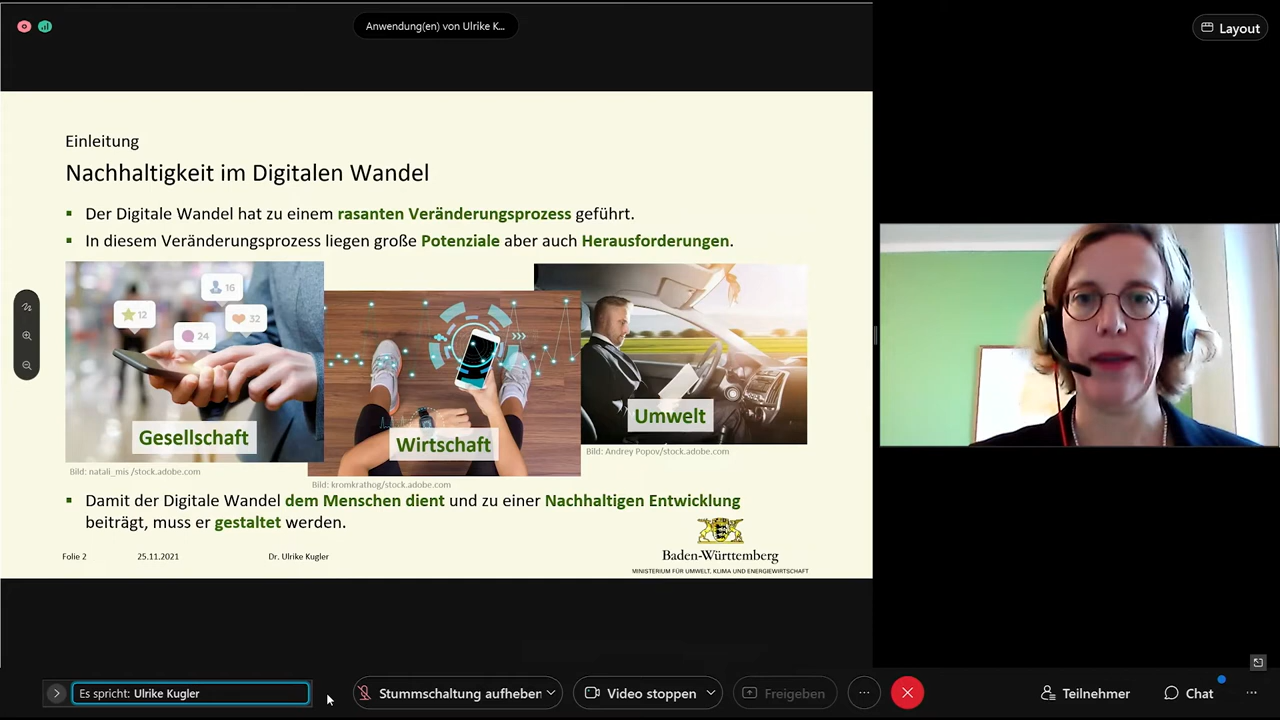 Anwendung(en) von Ulrike K...
Layout
Einleitung
Nachhaltigkeit im Digitalen Wandel
Der Digitale Wandel hat zu einem rasanten Veränderungsprozess geführt.
In diesem Veränderungsprozess liegen große Potenziale aber auch Herausforderungen.
16
12
32
24
Gesellschaft
Wirtschaft
Umwelt
Bild: natali_mis /stock.adobe.com
Bild: kromkrathog/stock.adobe.com
Bild: Andrey Popov/stock.adobe.com
Damit der Digitale Wandel dem Menschen dient und zu einer Nachhaltigen Entwicklung
beiträgt, muss er gestaltet werden.
Folie 2
25.11.2021
Dr. Ulrike Kugler
Baden-Württemberg
MINISTERIUM FÜR UMWELT, KLIMA UND ENERGIEWIRTSCHAFT
Es spricht: Ulrike Kugler
Stummschaltung aufheben
Video stoppen
Freigeben
Teilnehmer
Chat